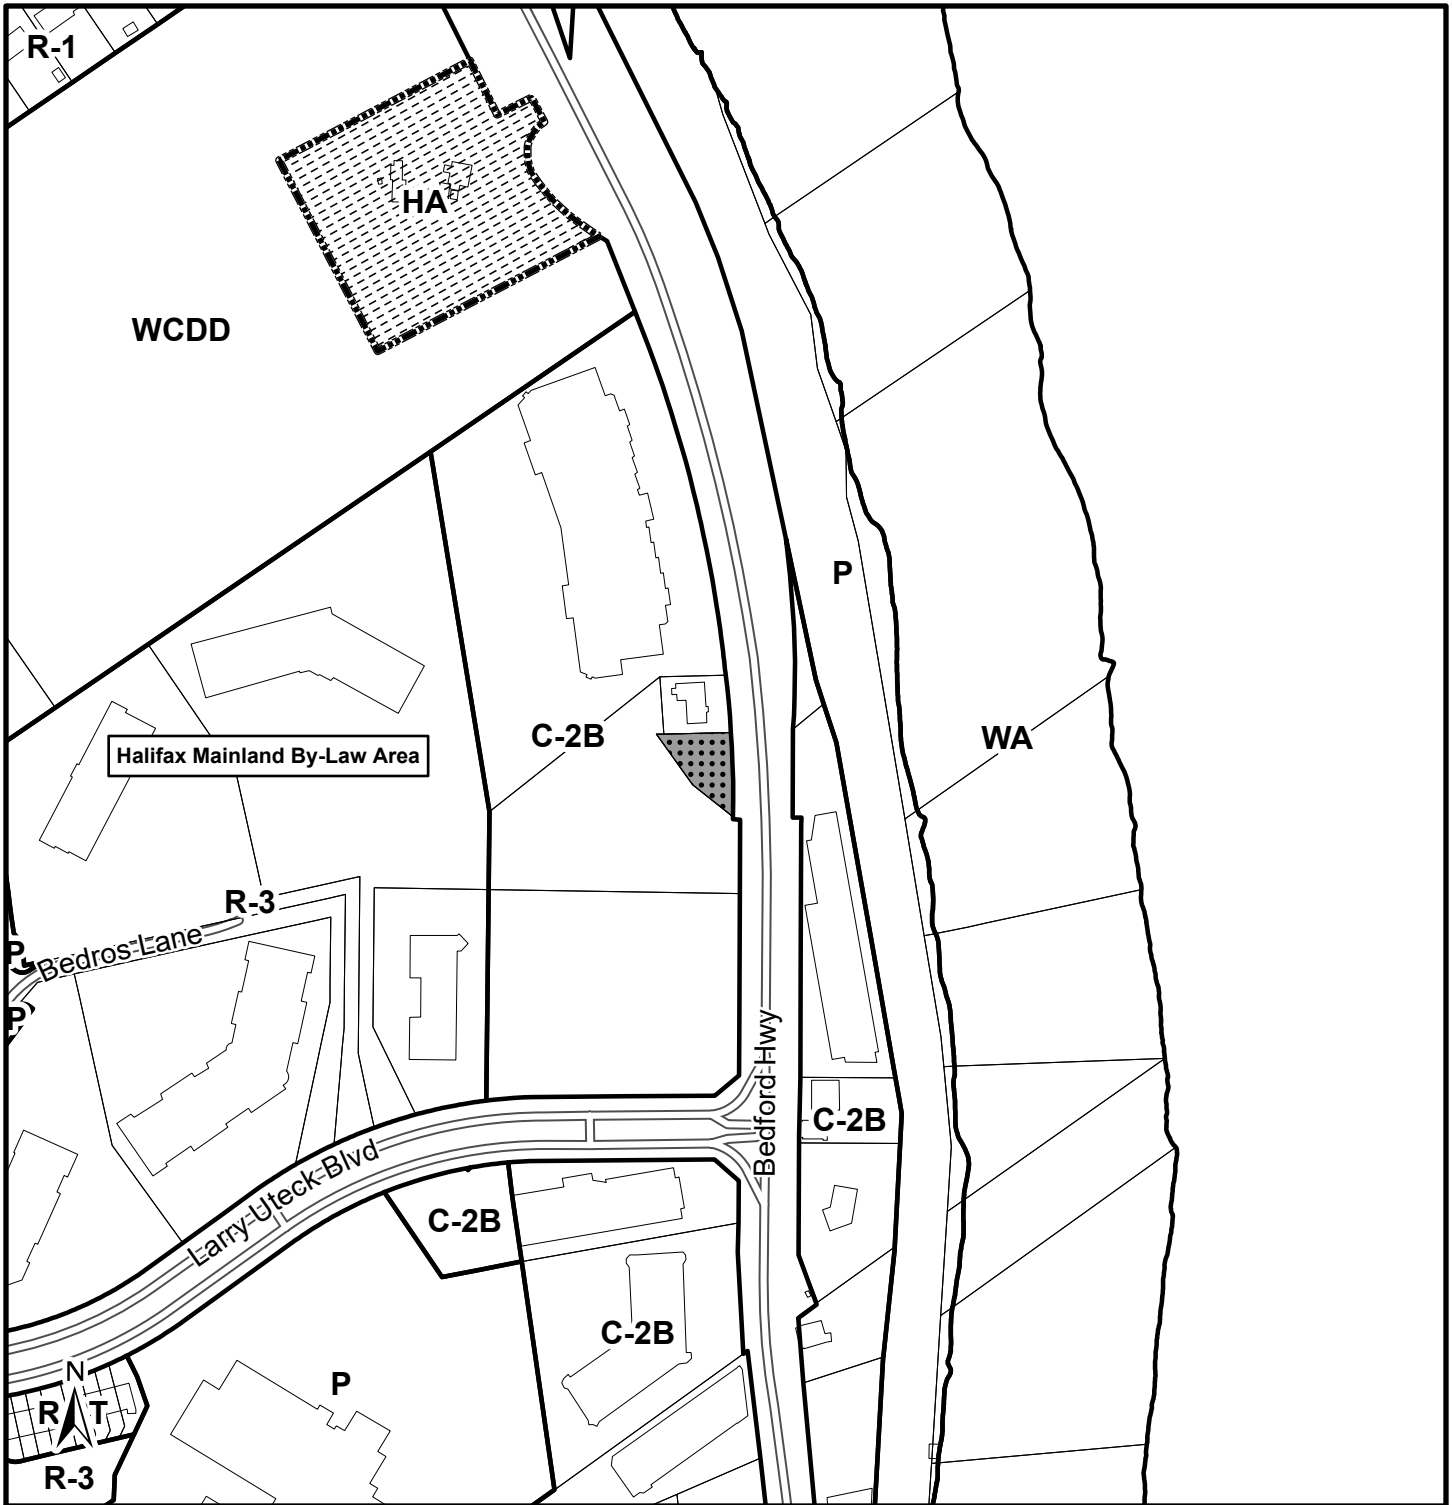 R-1
HA
WCDD
P
C-2B
WA
Halifax Mainland By-Law Area
R-3
P
Bedros Lane
P
Bedford Hwy
C-2B
Larry Uteck Blvd
C-2B
C-2B
N
P
R T
R-3